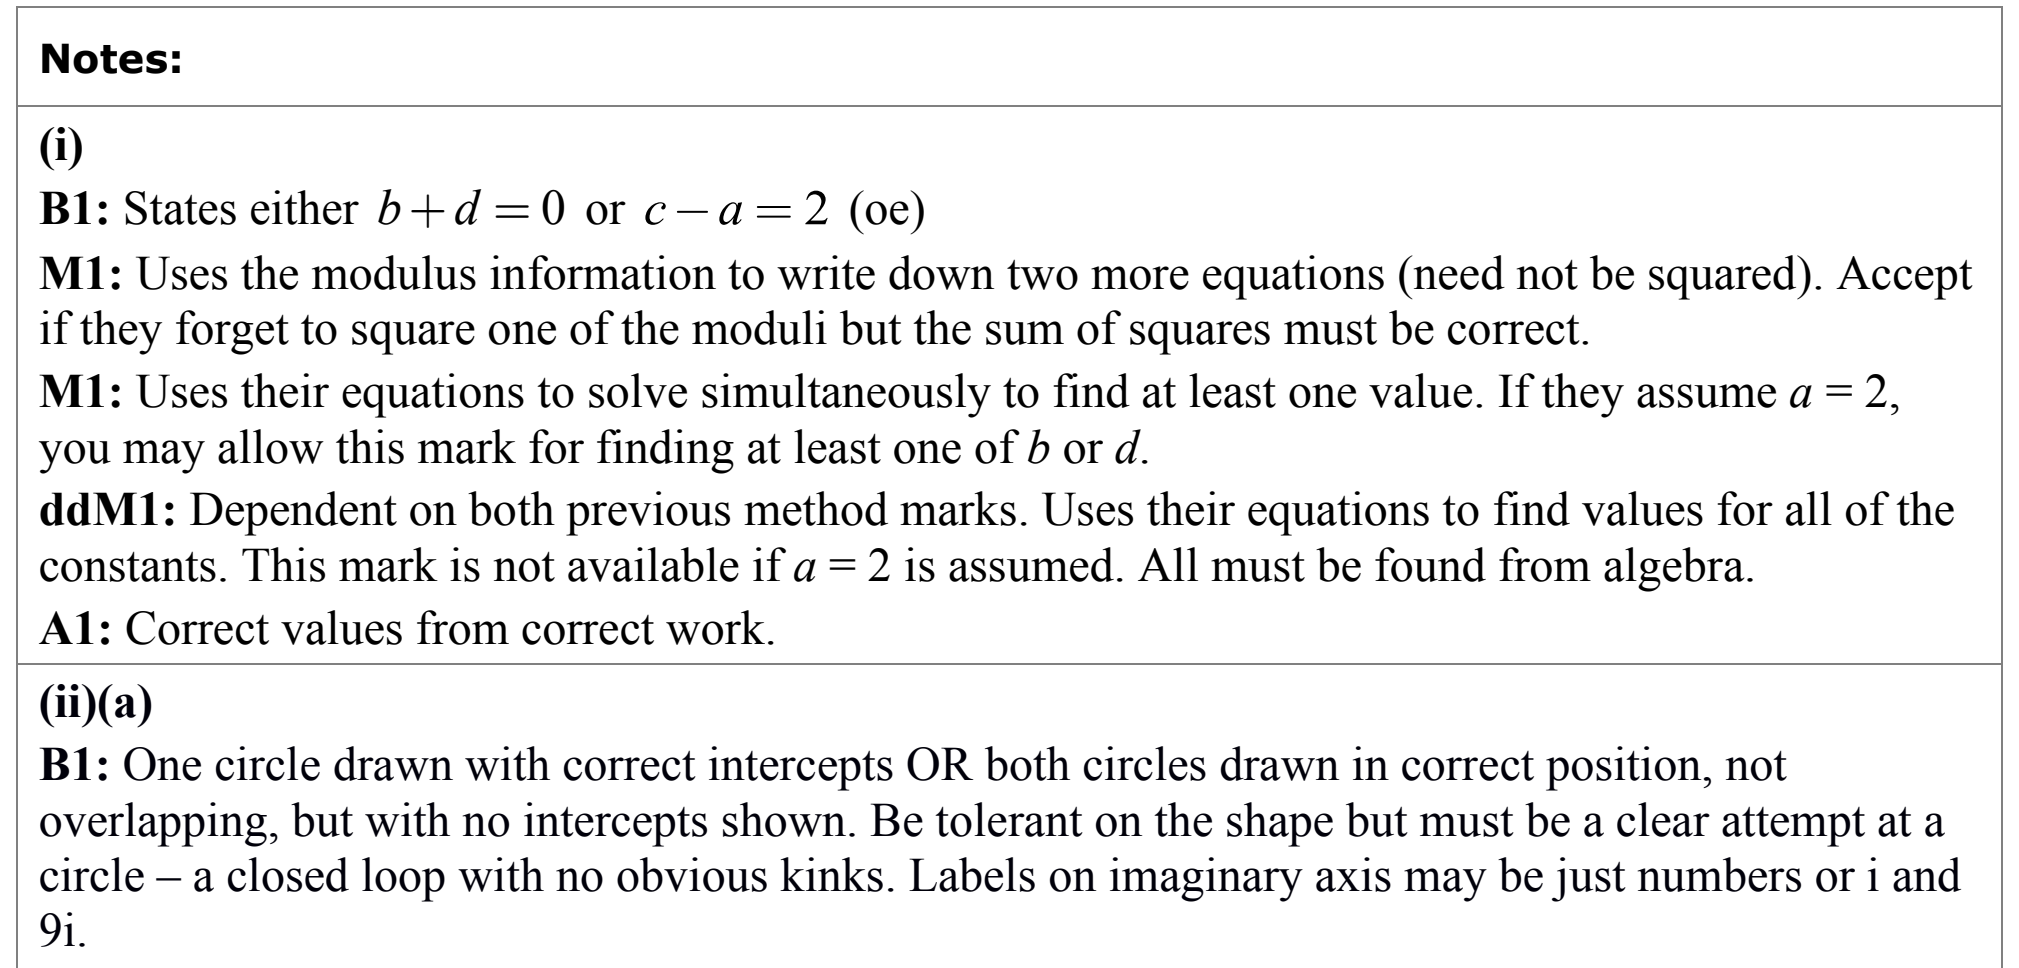 Notes:
(i)
B1: States either b + d = 0 or c − a = 2 (oe)
M1: Uses the modulus information to write down two more equations (need not be squared). Accept
if they forget to square one of the moduli but the sum of squares must be correct.
M1: Uses their equations to solve simultaneously to find at least one value. If they assume a = 2,
you may allow this mark for finding at least one of b or d.
ddM1: Dependent on both previous method marks. Uses their equations to find values for all of the
constants. This mark is not available if a = 2 is assumed. All must be found from algebra.
A1: Correct values from correct work.
(ii)(a)
B1: One circle drawn with correct intercepts OR both circles drawn in correct position, not
overlapping, but with no intercepts shown. Be tolerant on the shape but must be a clear attempt at a
circle – a closed loop with no obvious kinks. Labels on imaginary axis may be just numbers or i and
9i.